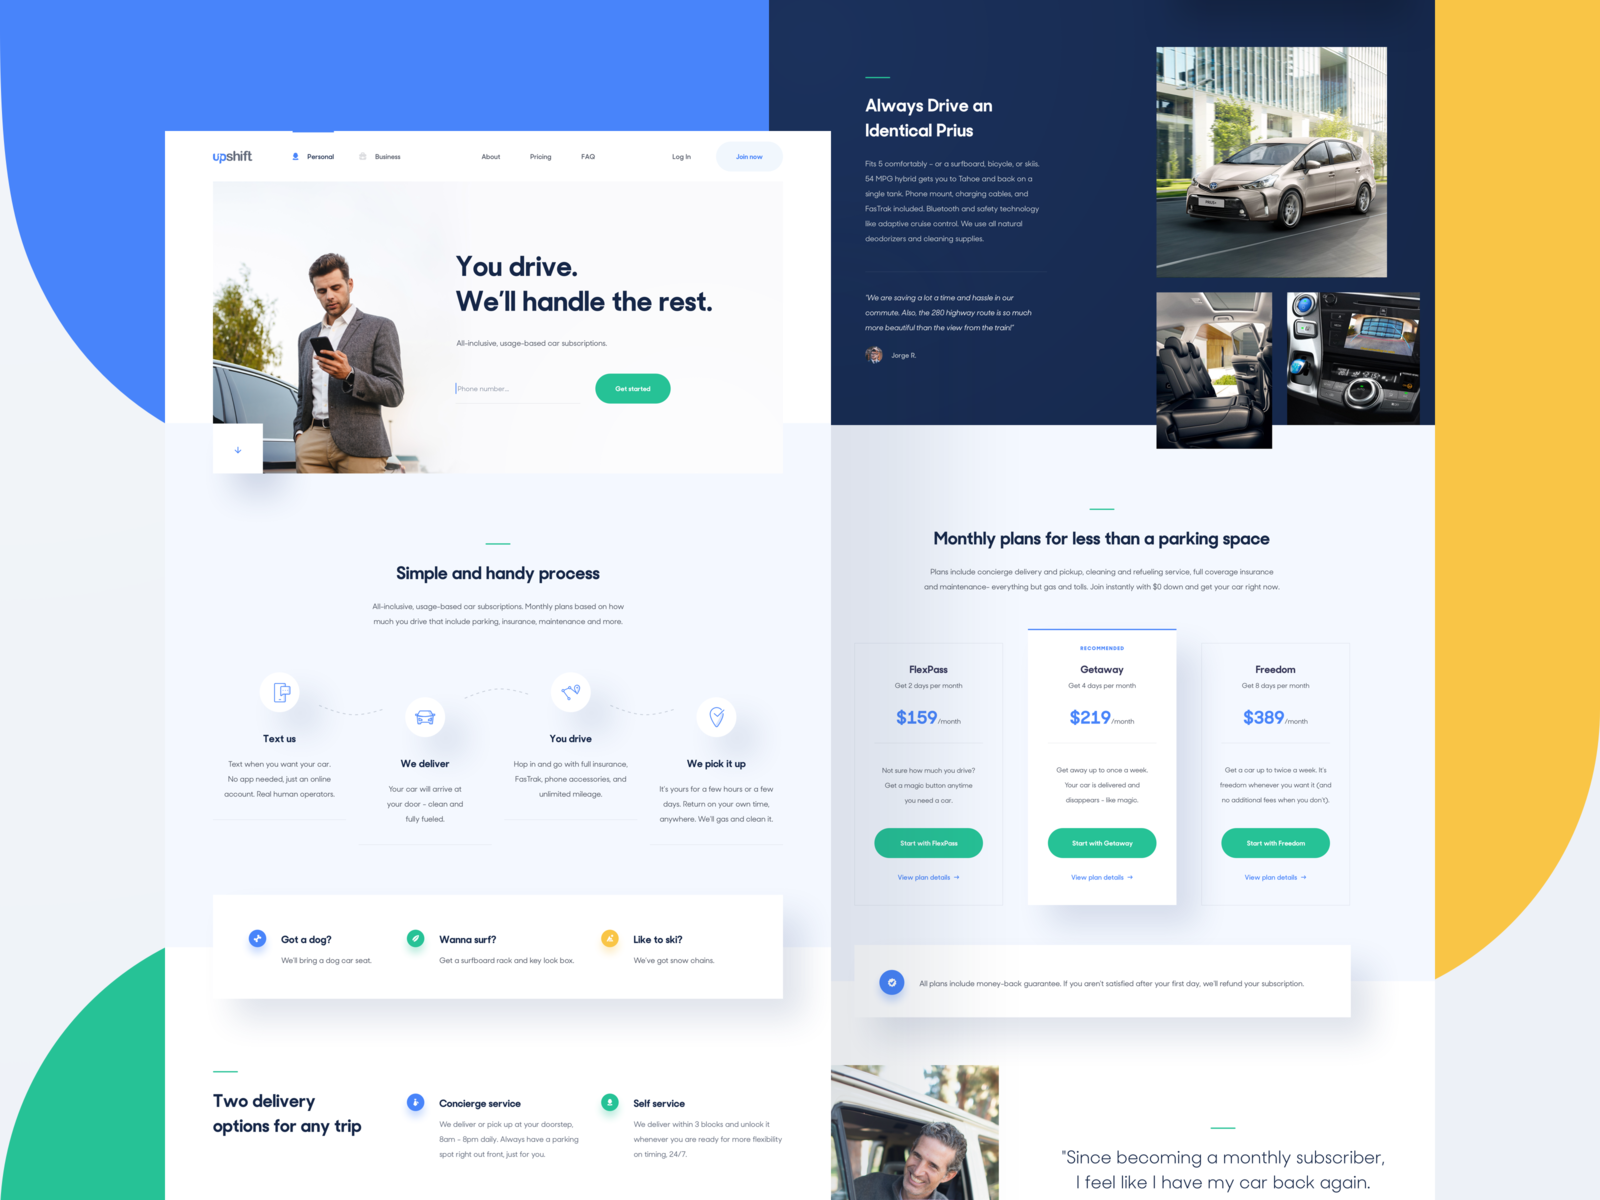 upshift
Personal
Business
About
Pricing
FAQ
Log In
Join now
You drive.
We'll handle the rest.
All-inclusive, usage-based car subscriptions.
Phone number...
Get started
Simple and handy process
All-inclusive, usage-based car subscriptions. Monthly plans based on how
much you drive that include parking, insurance, maintenance and more.
Text us
Text when you want your car.
No app needed, just an online
account. Real human operators.
We deliver
Your car will arrive at
your door - clean and
fully fueled.
You drive
Hop in and go with full insurance,
FasTrak, phone accessories, and
unlimited mileage.
We pick it up
It's yours for a few hours or a few
days. Return on your own time,
anywhere. We'll gas and clean it.
Got a dog?
We'll bring a dog car seat.
Wanna surf?
Get a surfboard rack and key lock box.
Like to ski?
We've got snow chains.
Two delivery
options for any trip
Concierge service
We deliver or pick up at your doorstep,
8am - 8pm daily. Always have a parking
spot right out front, just for you.
Self service
We deliver within 3 blocks and unlock it
whenever you are ready for more flexibility
on timing, 24/7.
Always Drive an
Identical Prius
Fits 5 comfortably – or a surfboard, bicycle, or skiis.
54 MPG hybrid gets you to Tahoe and back on a
single tank. Phone mount, charging cables, and
FasTrak included. Bluetooth and safety technology
like adaptive cruise control. We use all natural
deodorizers and cleaning supplies.
"We are saving a lot a time and hassle in our
commute. Also, the 280 highway route is so much
more beautiful than the view from the train!"
Jorge R.
Monthly plans for less than a parking space
Plans include concierge delivery and pickup, cleaning and refueling service, full coverage insurance
and maintenance- everything but gas and tolls. Join instantly with $0 down and get your car right now.
FlexPass
Get 2 days per month
$159/month
Not sure how much you drive?
Get a magic button anytime
you need a car.
Start with FlexPass
View plan details →
RECOMMENDED
Getaway
Get 4 days per month
$219/month
Get away up to once a week.
Your car is delivered and
disappears - like magic.
Start with Getaway
View plan details →
Freedom
Get 8 days per month
$389/month
Get a car up to twice a week. It's
freedom whenever you want it (and
no additional fees when you don't).
Start with Freedom
View plan details →
All plans include money-back guarantee. If you aren't satisfied after your first day, we'll refund your subscription.
"Since becoming a monthly subscriber,
I feel like I have my car back again.